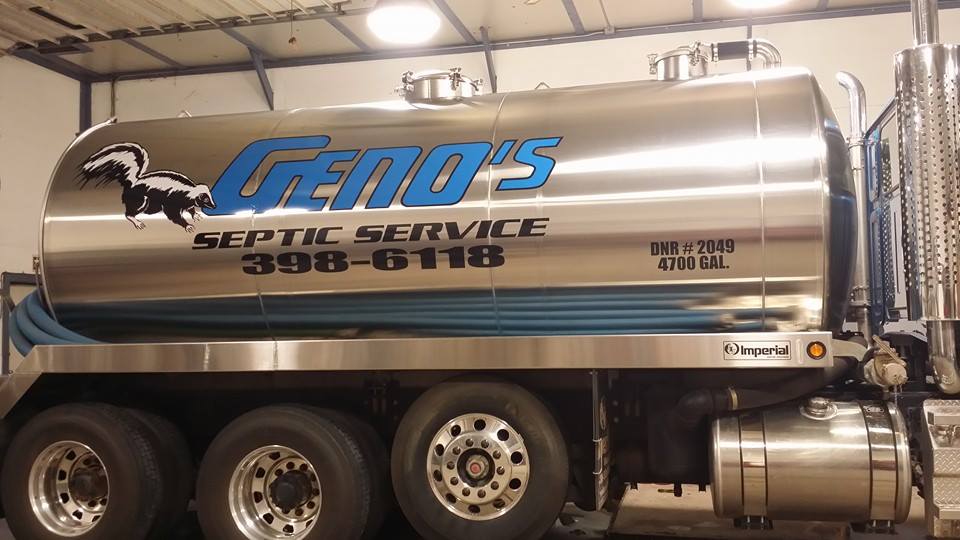 GENO'S
SEPTIC SERVICE
398-6118
DNR # 2049
4700 GAL.
Imperial